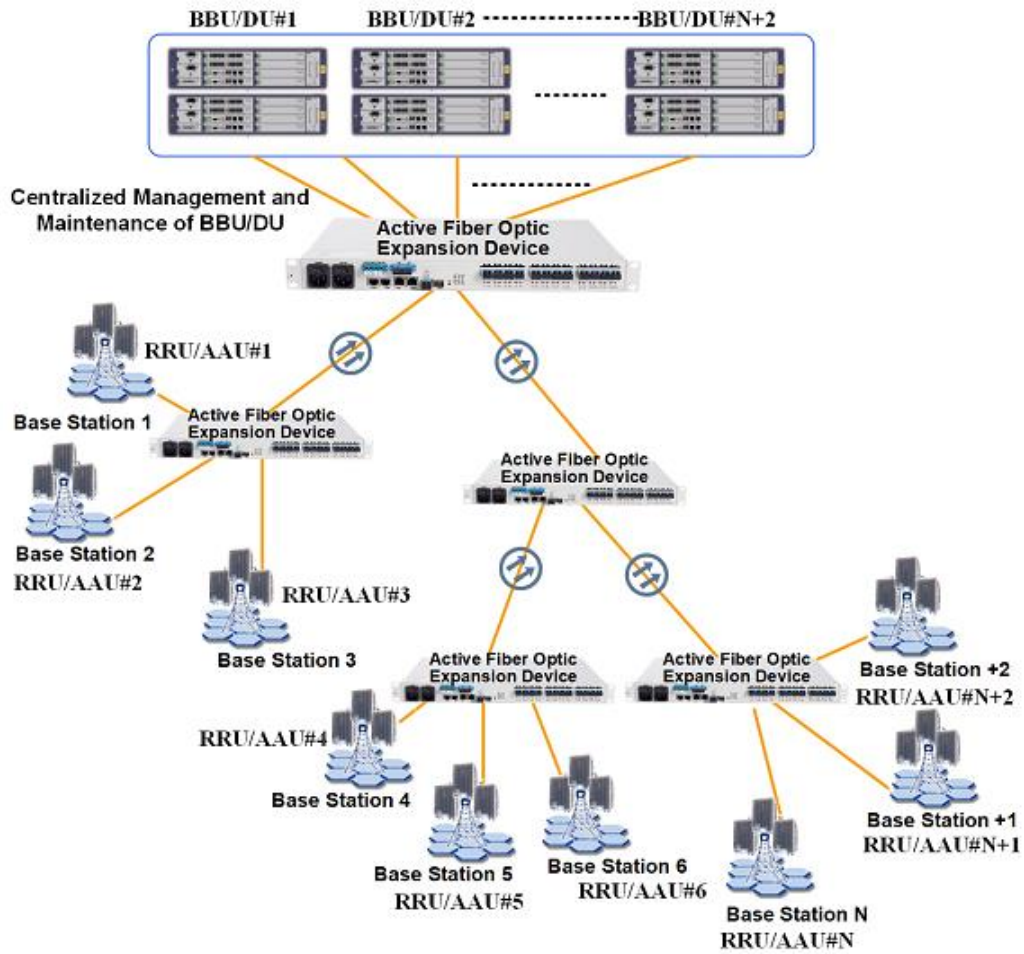 BBU/DU#1
BBU/DU#2
BBU/DU#N+2
Centralized Management and
Maintenance of BBU/DU
Active Fiber Optic
Expansion Device
RRU/AAU#1
Base Station 1
Active Fiber Optic
Expansion Device
Active Fiber Optic
Expansion Device
Base Station 2
RRU/AAU#2
RRU/AAU#3
Base Station 3
Active Fiber Optic
Expansion Device
Active Fiber Optic
Expansion Device
Base Station +2
RRU/AAU#N+2
RRU/AAU#4
Base Station 4
Base Station +1
RRU/AAU#N+1
Base Station 5
RRU/AAU#5
Base Station 6
RRU/AAU#6
Base Station N
RRU/AAU#N